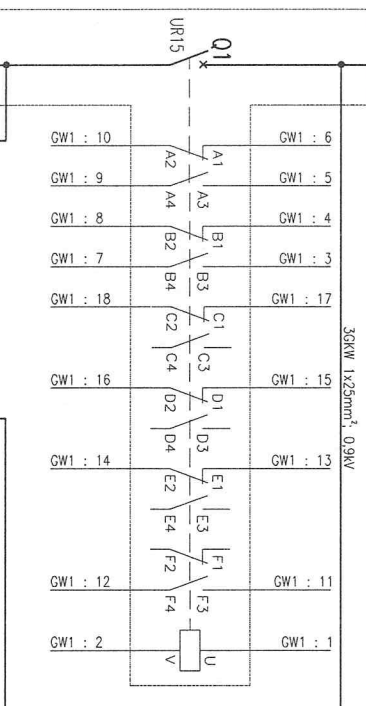 UR15
Q1
GW1 : 10
A2
A1
GW1 : 6
GW1 : 9
A4
A3
GW1 : 5
GW1 : 8
B2
B1
GW1 : 4
GW1 : 7
B4
B3
GW1 : 3
GW1 : 18
C2
C1
GW1 : 17
C4
C3
GW1 : 16
D2
D1
GW1 : 15
D4
D3
GW1 : 14
E2
E1
GW1 : 13
E4
E3
F2
F1
GW1 : 12
F4
F3
GW1 : 11
GW1 : 2
V
U
GW1 : 1
3GKW 1x25mm²; 0,9kV